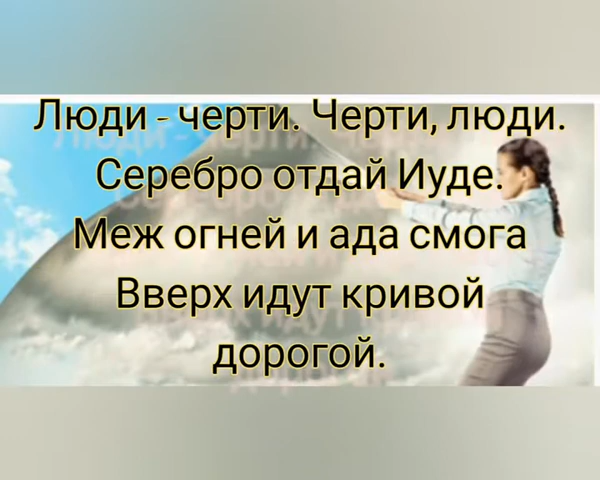 Люди - черти. Черти, люди.
Серебро отдай Иуде.
Меж огней и ада смога
Вверх идут кривой
дорогой.